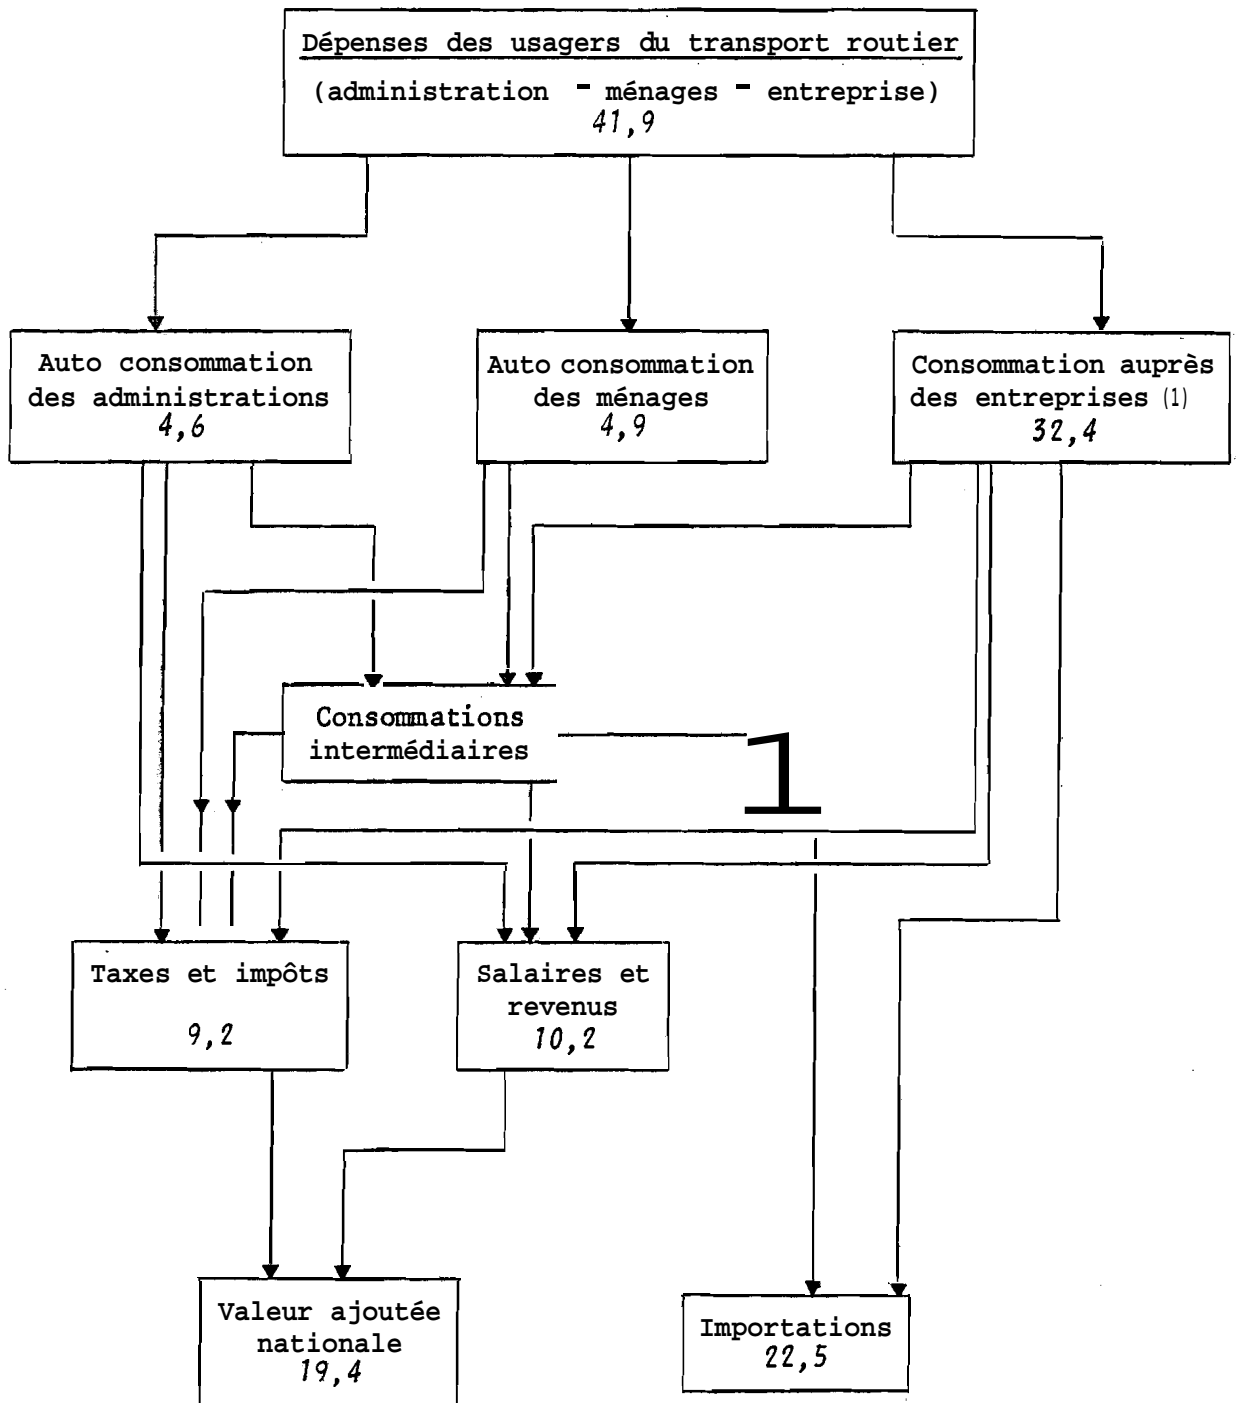 Dépenses des usagers du transport routier
(administration - ménages - entreprise)
41,9
Auto consommation
des administrations
4,6
Auto consommation
des ménages
4,9
Consommation auprès
des entreprises (1)
32,4
Consommations
intermédiaires
1
Taxes et impôts
9,2
Salaires et
revenus
10,2
Valeur ajoutée
nationale
19,4
Importations
22,5